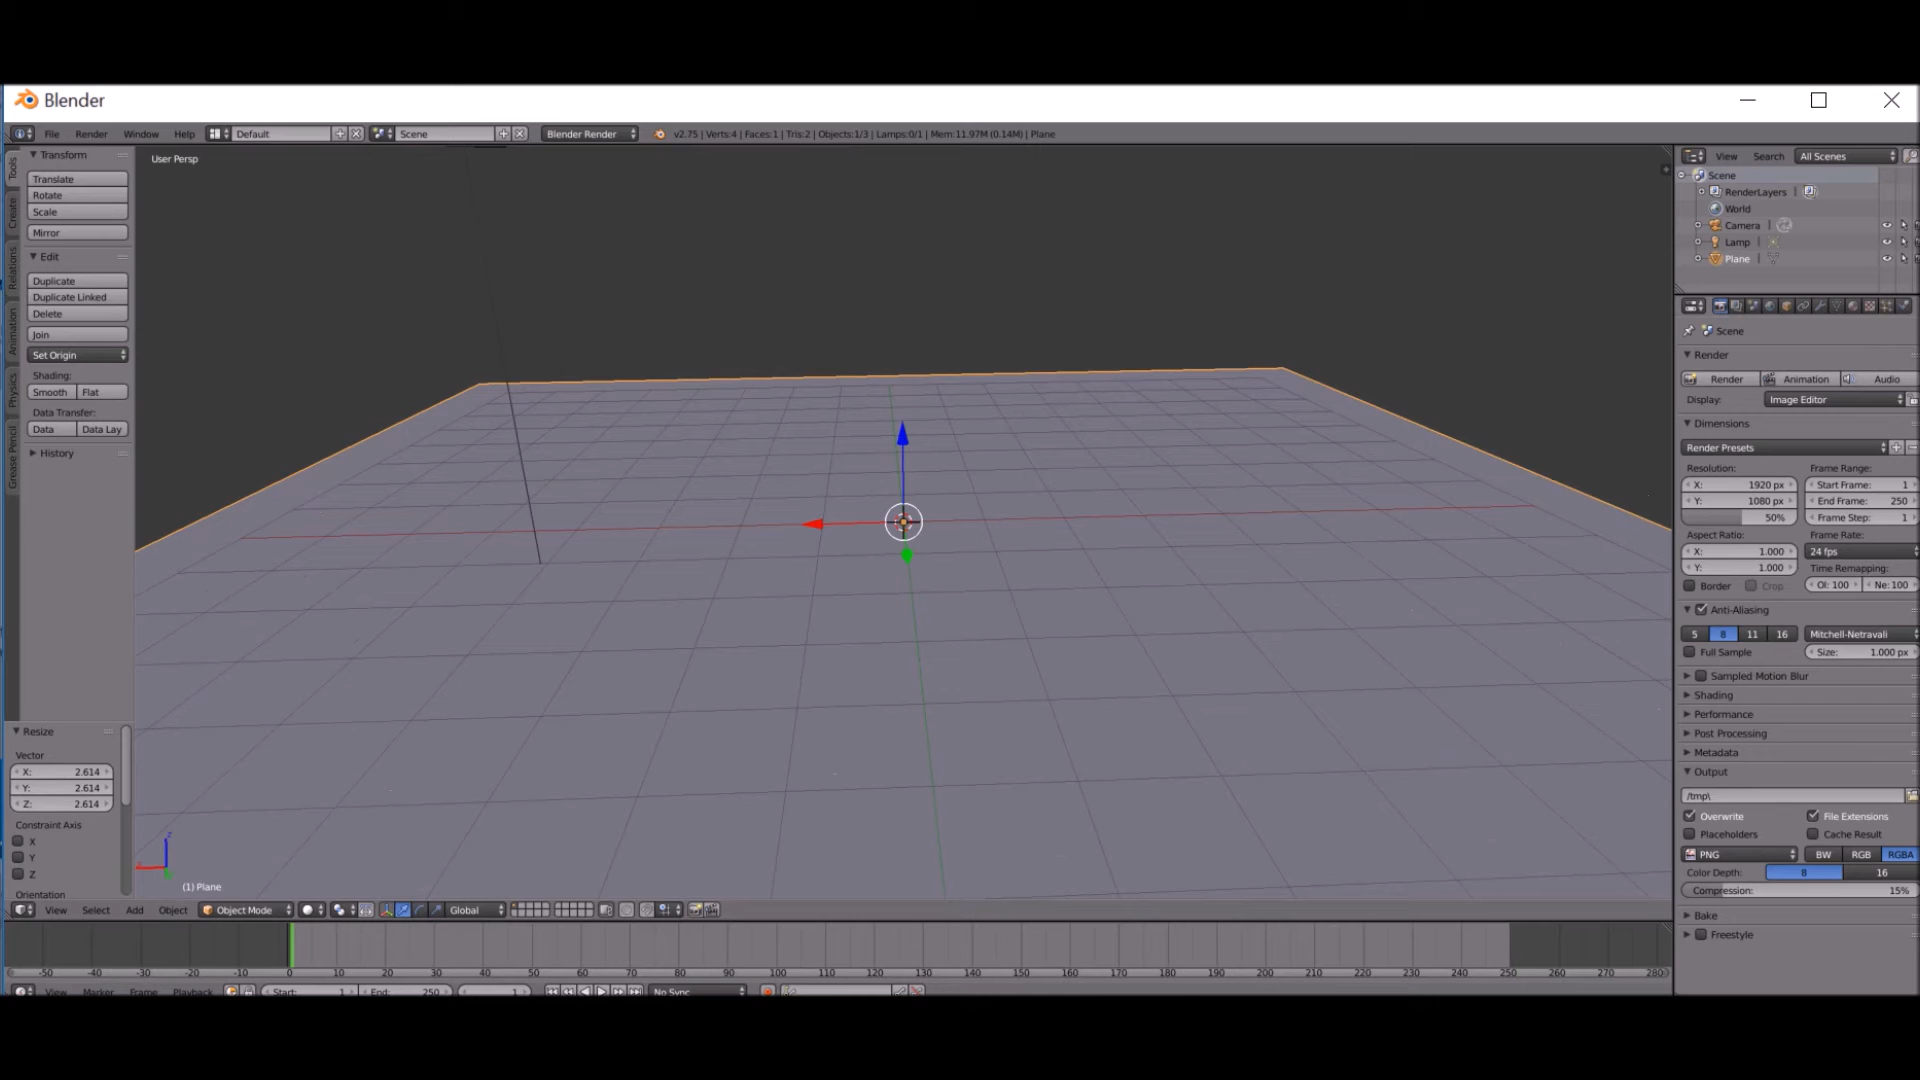 Blender
File Render Window Help Default Scene Blender Render v2.75 | Verts:4 | Faces:1 | Tris:2 | Objects:1/3 | Lamps:0/1 | Mem:11.97M (0.14M) | Plane
Tools
Create
Relations
Animation
Physics
Grease Pencil
Transform
Translate
Rotate
Scale
Mirror
Edit
Duplicate
Duplicate Linked
Delete
Join
Set Origin
Shading:
Smooth Flat
Data Transfer:
Data Data Lay
History
Resize
Vector
X: 2.614
Y: 2.614
Z: 2.614
Constraint Axis
X
Y
Z
Orientation
User Persp
z
(1) Plane
View Select Add Object Object Mode Global
-50 -40 -30 -20 -10 0 10 20 30 40 50 60 70 80 90 100 110 120 130 140 150 160 170 180 190 200 210 220 230 240 250 260 270 280
View Marker Frame Playback Start: 1 End: 250 1 No Sync
View Search All Scenes
Scene
RenderLayers
World
Camera
Lamp
Plane
Scene
Render
Render Animation Audio
Display: Image Editor
Dimensions
Render Presets
Resolution: Frame Range:
X: 1920 px Start Frame: 1
Y: 1080 px End Frame: 250
50% Frame Step: 1
Aspect Ratio: Frame Rate:
X: 1.000 24 fps
Y: 1.000 Time Remapping:
Border Crop Ol: 100 Ne: 100
Anti-Aliasing
5 8 11 16 Mitchell-Netravali
Full Sample Size: 1.000 px
Sampled Motion Blur
Shading
Performance
Post Processing
Metadata
Output
/tmp\
Overwrite File Extensions
Placeholders Cache Result
PNG BW RGB RGBA
Color Depth: 8 16
Compression: 15%
Bake
Freestyle